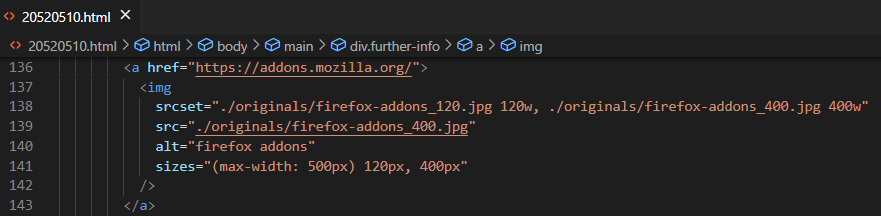 20520510.html ×
20520510.html > html > body > main > div.further-info > a > img
136 <a href="https://addons.mozilla.org/">
137 <img
138 srcset="./originals/firefox-addons_120.jpg 120w, ./originals/firefox-addons_400.jpg 400w"
139 src="./originals/firefox-addons_400.jpg"
140 alt="firefox addons"
141 sizes="(max-width: 500px) 120px, 400px"
142 />
143 </a>